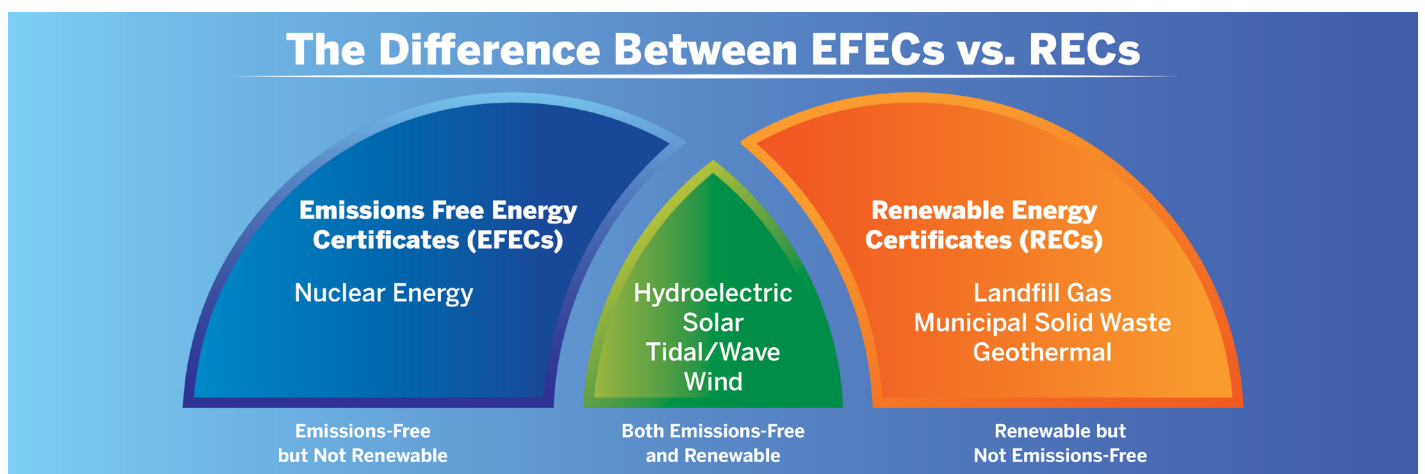 The Difference Between EFECs vs. RECs
Emissions Free Energy
Certificates (EFECs)
Nuclear Energy
Emissions-Free
but Not Renewable
Hydroelectric
Solar
Tidal/Wave
Wind
Both Emissions-Free
and Renewable
Renewable Energy
Certificates (RECs)
Landfill Gas
Municipal Solid Waste
Geothermal
Renewable but
Not Emissions-Free